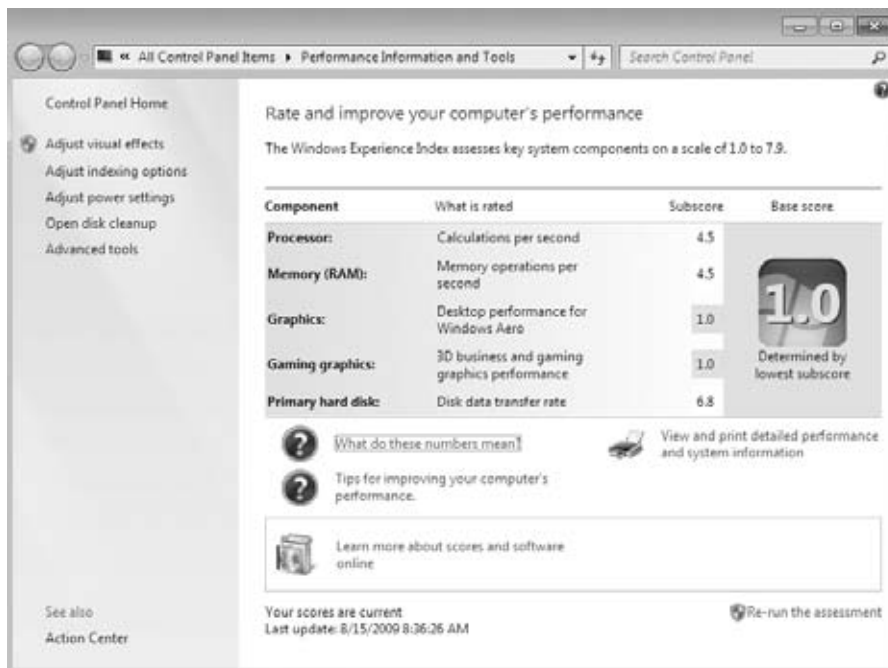 « All Control Panel Items ▸ Performance Information and Tools
Search Control Panel
Control Panel Home
Adjust visual effects
Adjust indexing options
Adjust power settings
Open disk cleanup
Advanced tools
See also
Action Center
Rate and improve your computer's performance
The Windows Experience Index assesses key system components on a scale of 1.0 to 7.9.
Component What is rated Subscore Base score
Processor: Calculations per second 4.5
Memory (RAM): Memory operations per second 4.5
Graphics: Desktop performance for Windows Aero 1.0
Gaming graphics: 3D business and gaming graphics performance 1.0
Primary hard disk: Disk data transfer rate 6.8
1.0
Determined by
lowest subscore
What do these numbers mean?
View and print detailed performance
and system information
Tips for improving your computer's
performance.
Learn more about scores and software
online
Your scores are current
Last update: 8/15/2009 8:36:26 AM
Re-run the assessment